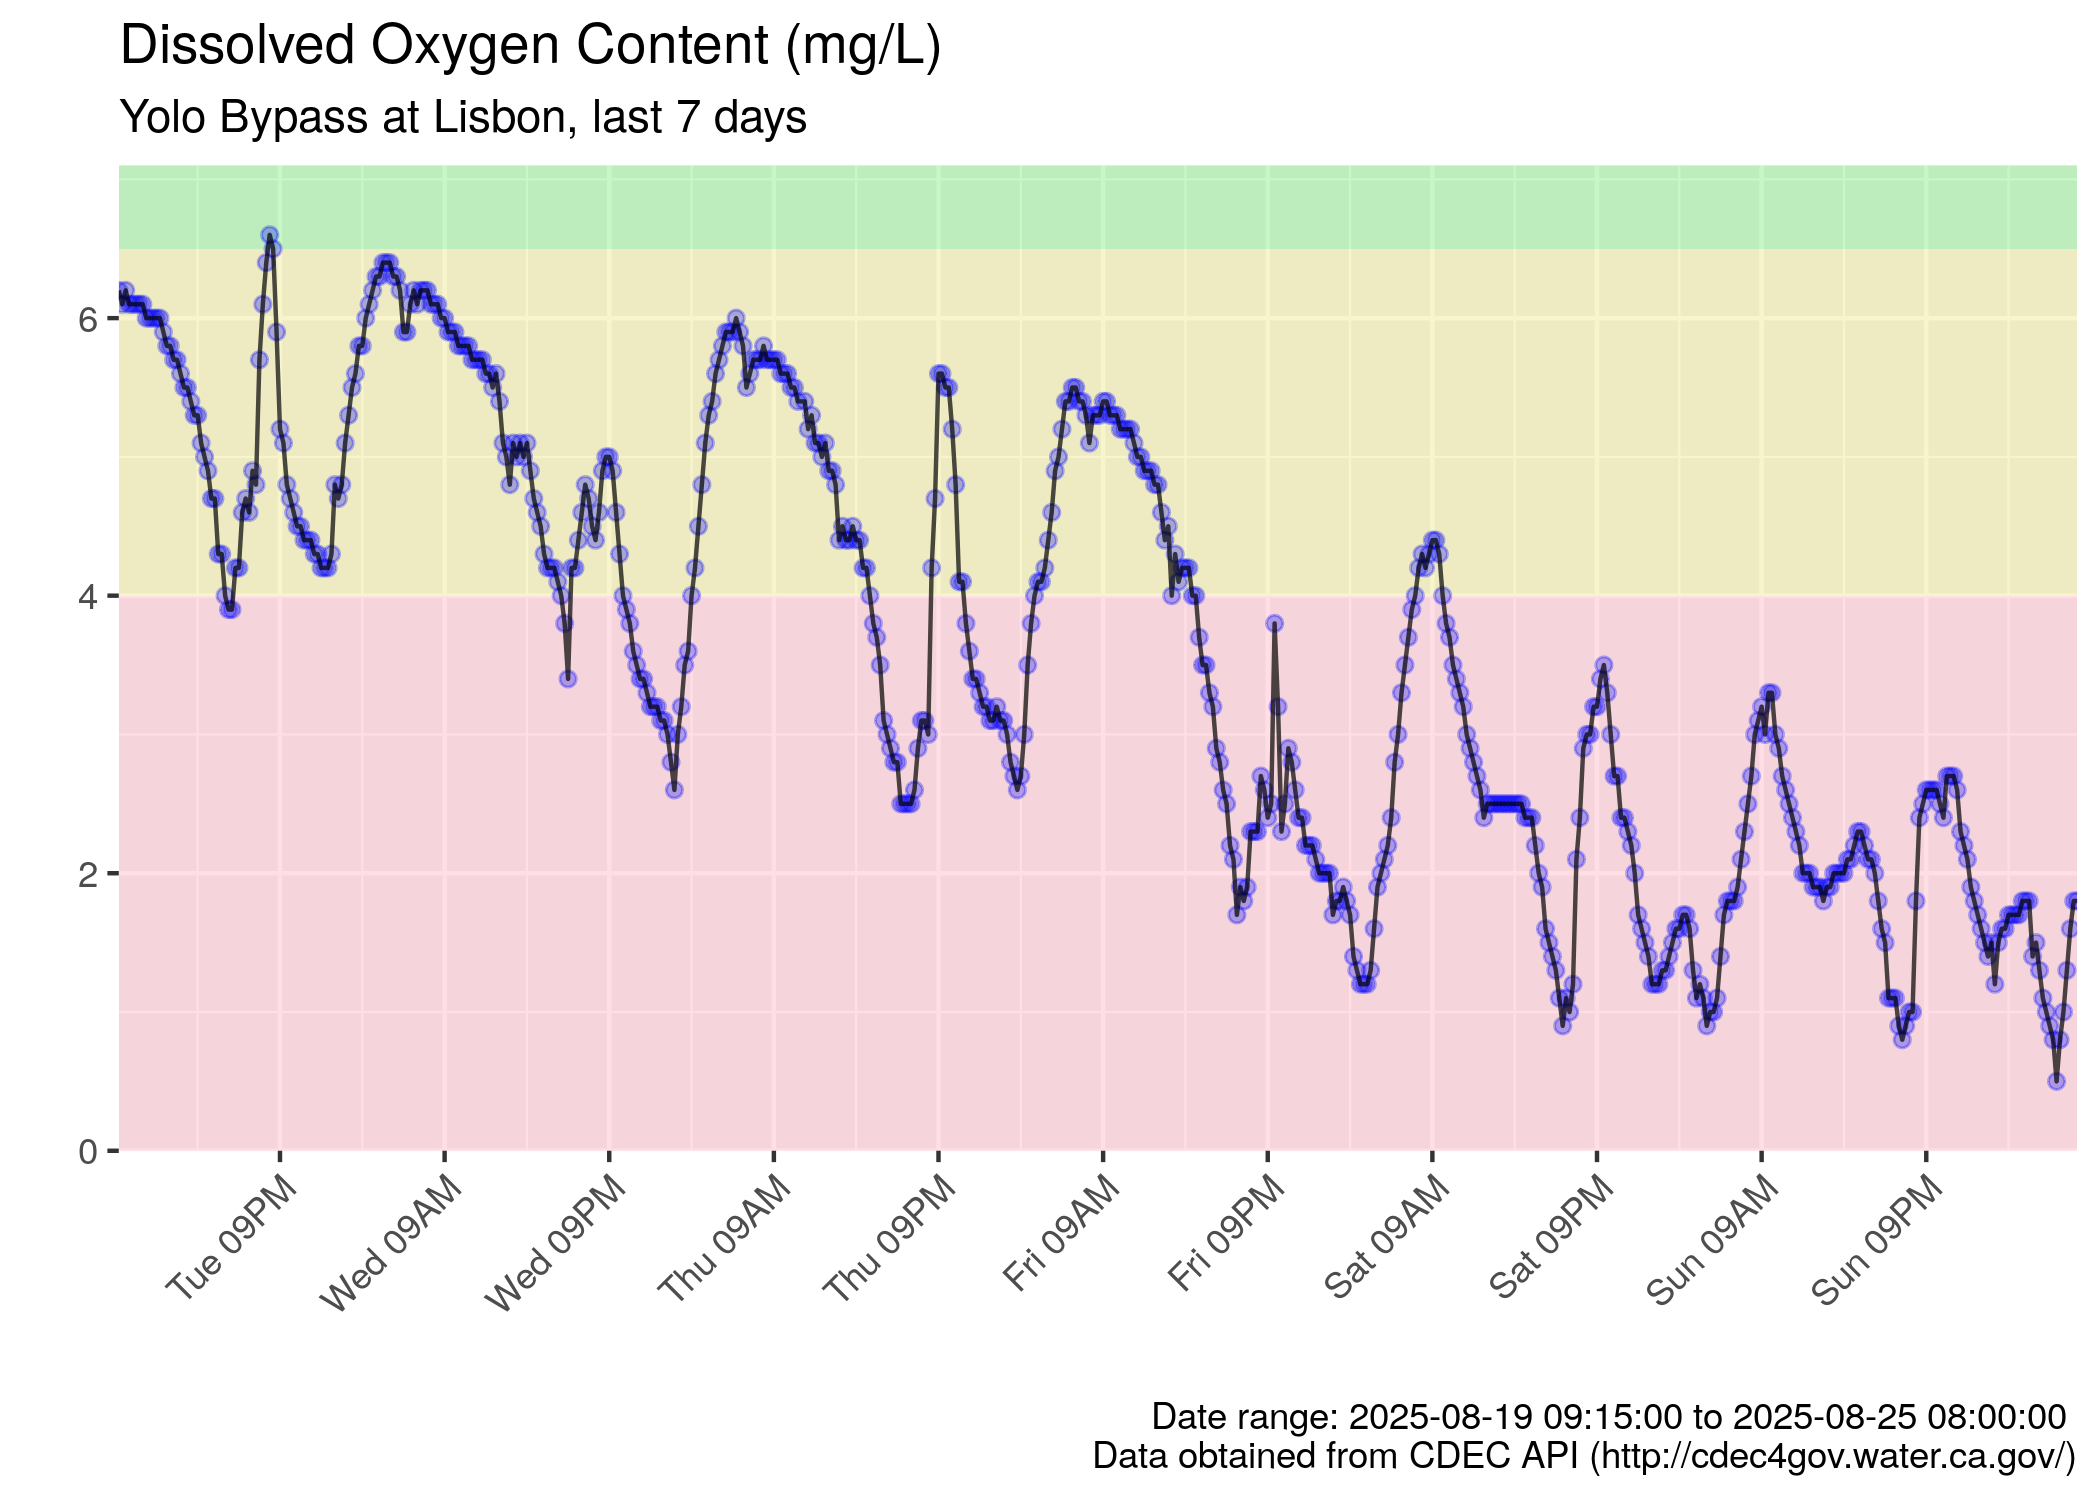 Dissolved Oxygen Content (mg/L)
Yolo Bypass at Lisbon, last 7 days
6
4
2
0
Tue 09PM
Wed 09AM
Wed 09PM
Thu 09AM
Thu 09PM
Fri 09AM
Fri 09PM
Sat 09AM
Sat 09PM
Sun 09AM
Sun 09PM
Date range: 2025-08-19 09:15:00 to 2025-08-25 08:00:00
Data obtained from CDEC API (http://cdec4gov.water.ca.gov/)